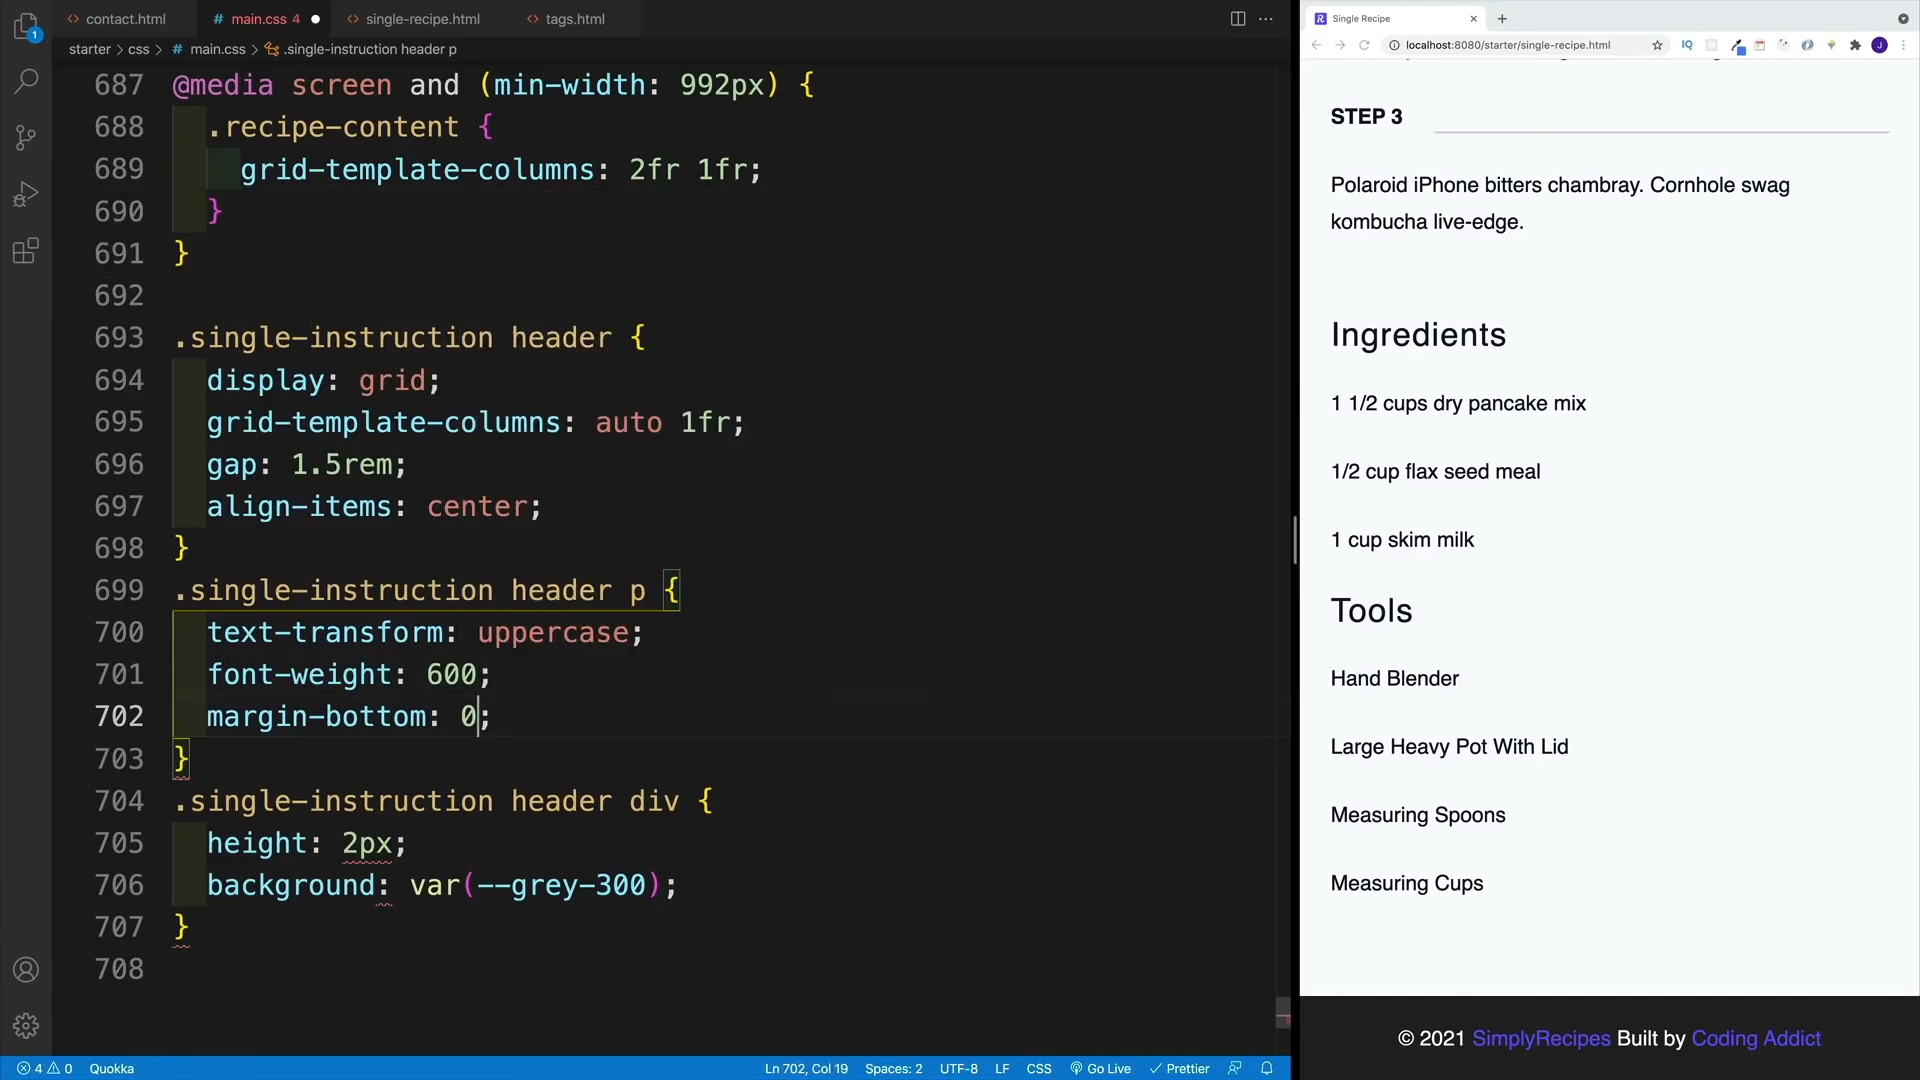 contact.html
main.css 4
single-recipe.html
tags.html
starter > css > # main.css > .single-instruction header p
687 @media screen and (min-width: 992px) {
688 .recipe-content {
689 grid-template-columns: 2fr 1fr;
690 }
691 }
692
693 .single-instruction header {
694 display: grid;
695 grid-template-columns: auto 1fr;
696 gap: 1.5rem;
697 align-items: center;
698 }
699 .single-instruction header p {
700 text-transform: uppercase;
701 font-weight: 600;
702 margin-bottom: 0;
703 }
704 .single-instruction header div {
705 height: 2px;
706 background: var(--grey-300);
707 }
708
1
4 0 Quokka
Ln 702, Col 19 Spaces: 2 UTF-8 LF CSS Go Live Prettier
Single Recipe
localhost:8080/starter/single-recipe.html
IQ
J
STEP 3
Polaroid iPhone bitters chambray. Cornhole swag
kombucha live-edge.
Ingredients
1 1/2 cups dry pancake mix
1/2 cup flax seed meal
1 cup skim milk
Tools
Hand Blender
Large Heavy Pot With Lid
Measuring Spoons
Measuring Cups
© 2021 SimplyRecipes Built by Coding Addict